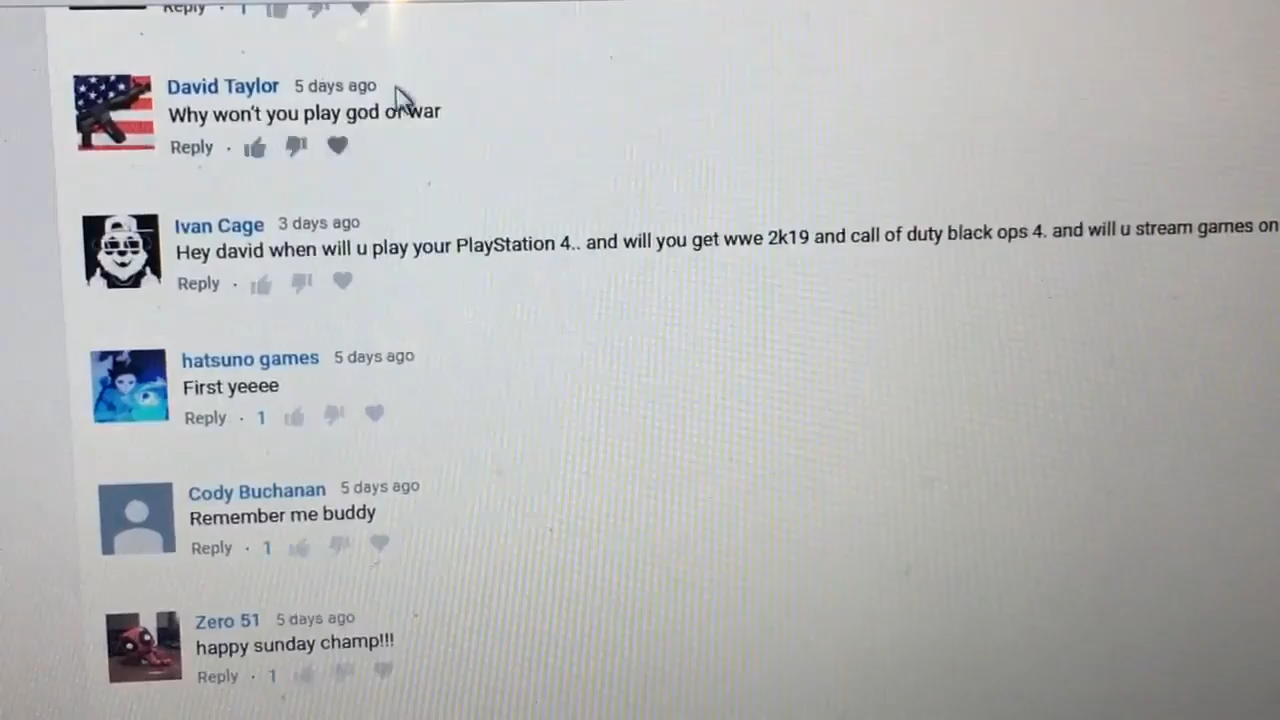 Reply · 1
David Taylor 5 days ago
Why won't you play god of war
Reply ·
Ivan Cage 3 days ago
Hey david when will u play your PlayStation 4.. and will you get wwe 2k19 and call of duty black ops 4. and will u stream games on
Reply ·
hatsuno games 5 days ago
First yeeee
Reply · 1
Cody Buchanan 5 days ago
Remember me buddy
Reply · 1
Zero 51 5 days ago
happy sunday champ!!!
Reply · 1